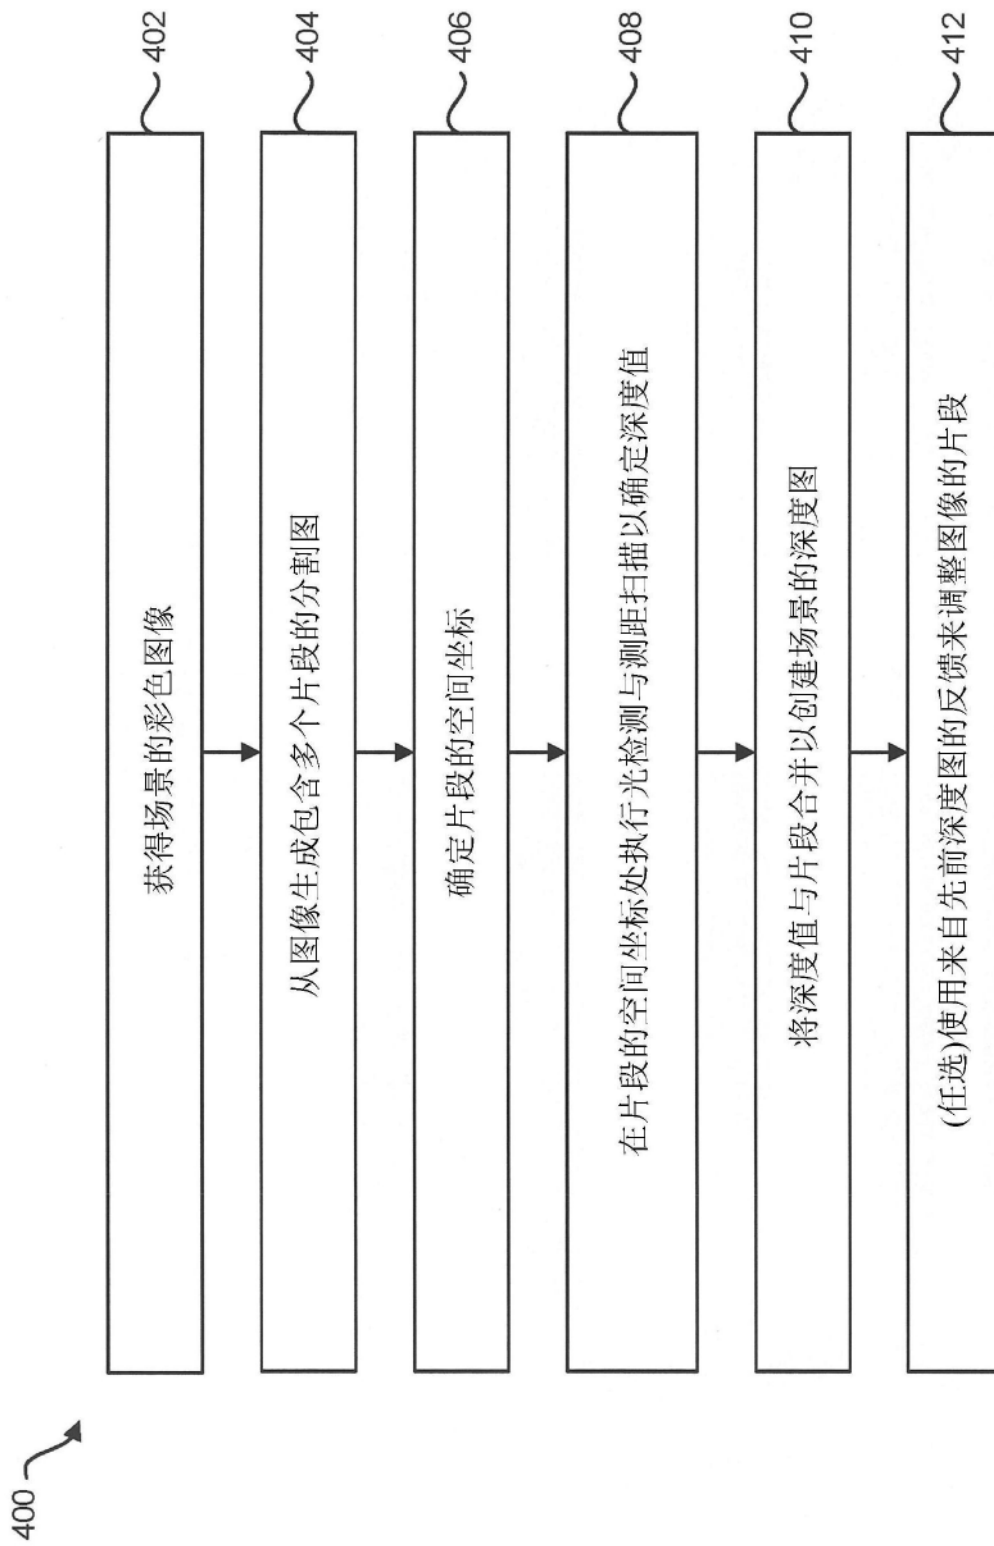 400
获得场景的彩色图像
402
从图像生成包含多个片段的分割图
404
确定片段的空间坐标
406
在片段的空间坐标处执行光检测与测距扫描以确定深度值
408
将深度值与片段合并以创建场景的深度图
410
(任选)使用来自先前深度图的反馈来调整图像的片段
412